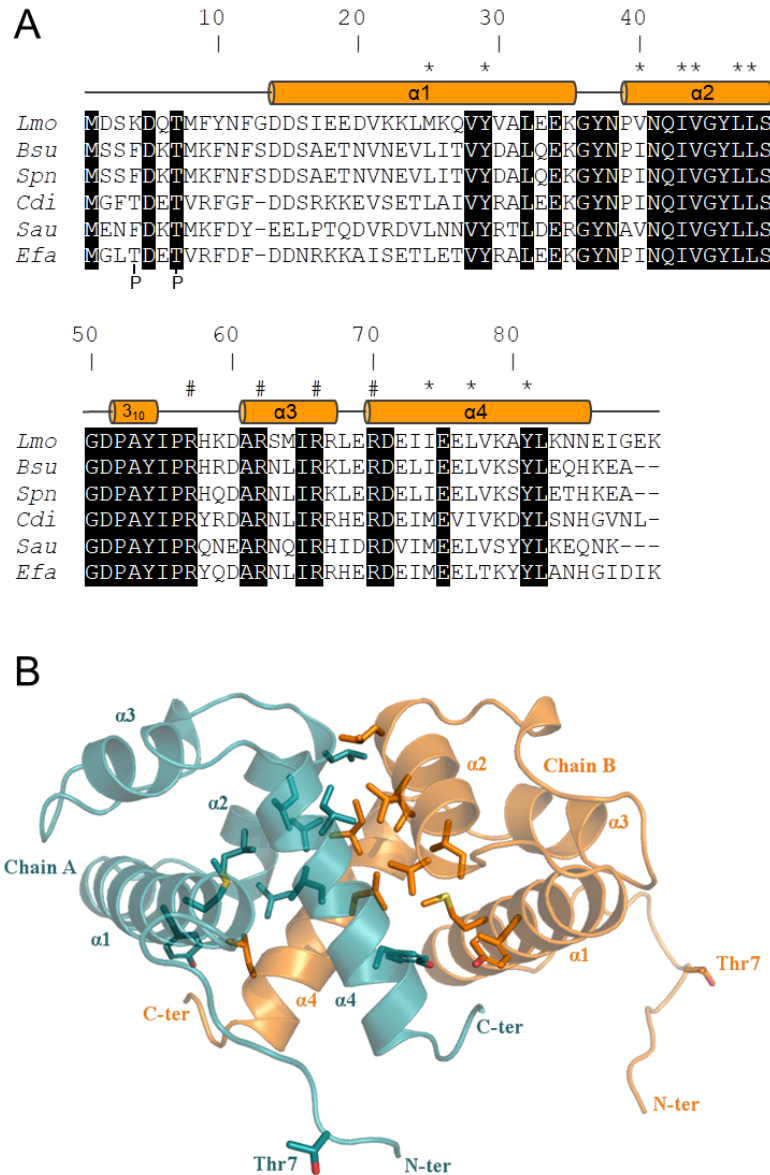 A
10 20 30 40
* * * ** **
α1 α2
Lmo MDSKDQTMFYNFGDDSIEEDVKKLMKQVYVALEEKGYNPVNQIVGYLLS
Bsu MSSFDKTMKFNFSDDSAETNVNEVLITVYDALQEKGYNPINQIVGYLLS
Spn MSSFDKTMKFNFSDDSAETNVNEVLITVYDALQEKGYNPINQIVGYLLS
Cdi MGFTDETVRFGF-DDSRKKEVSETLAIVYRALEEKGYNPINQIVGYLLS
Sau MENFDKTMKFDY-EELPTQDVRDVLNNVYRTLDERGYNAVNQIVGYLLS
Efa MGLTDETVRFDF-DDNRKKAISETLETVYRALEEKGYNPINQIVGYLLS
P P
50 60 70 80
# # # # * * *
3₁₀ α3 α4
Lmo GDPAYIPRHKDARSMIRRLERDEIIEELVKAYLKNNEIGEK
Bsu GDPAYIPRHRDARNLIRKLERDELIEELVKSYLEQHKEA--
Spn GDPAYIPRHQDARNLIRKLERDELIEELVKSYLETHKEA--
Cdi GDPAYIPRYRDARNLIRRHERDEIMEVIVKDYLSNHGVNL-
Sau GDPAYIPRQNEARNQIRHIDRDVIMEELVSYYLKEQNK---
Efa GDPAYIPRYQDARNLIRRHERDEIMEELTKYYLANHGIDIK
B
α3
α2 Chain B
α2
α3
Chain A
α1
α1
Thr7
C-ter α4 α4 C-ter
N-ter
Thr7 N-ter